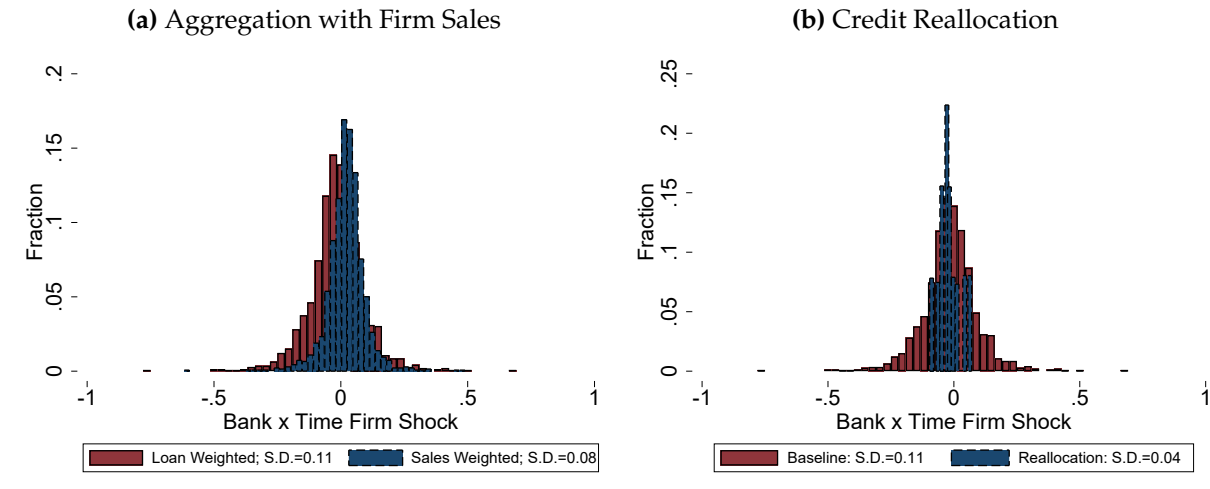 (a) Aggregation with Firm Sales
.2
.15
.1
.05
0
Fraction
-1
-.5
0
.5
1
Bank x Time Firm Shock
Loan Weighted; S.D.=0.11
Sales Weighted; S.D.=0.08
(b) Credit Reallocation
.25
.2
.15
.1
.05
0
Fraction
-1
-.5
0
.5
1
Bank x Time Firm Shock
Baseline: S.D.=0.11
Reallocation: S.D.=0.04